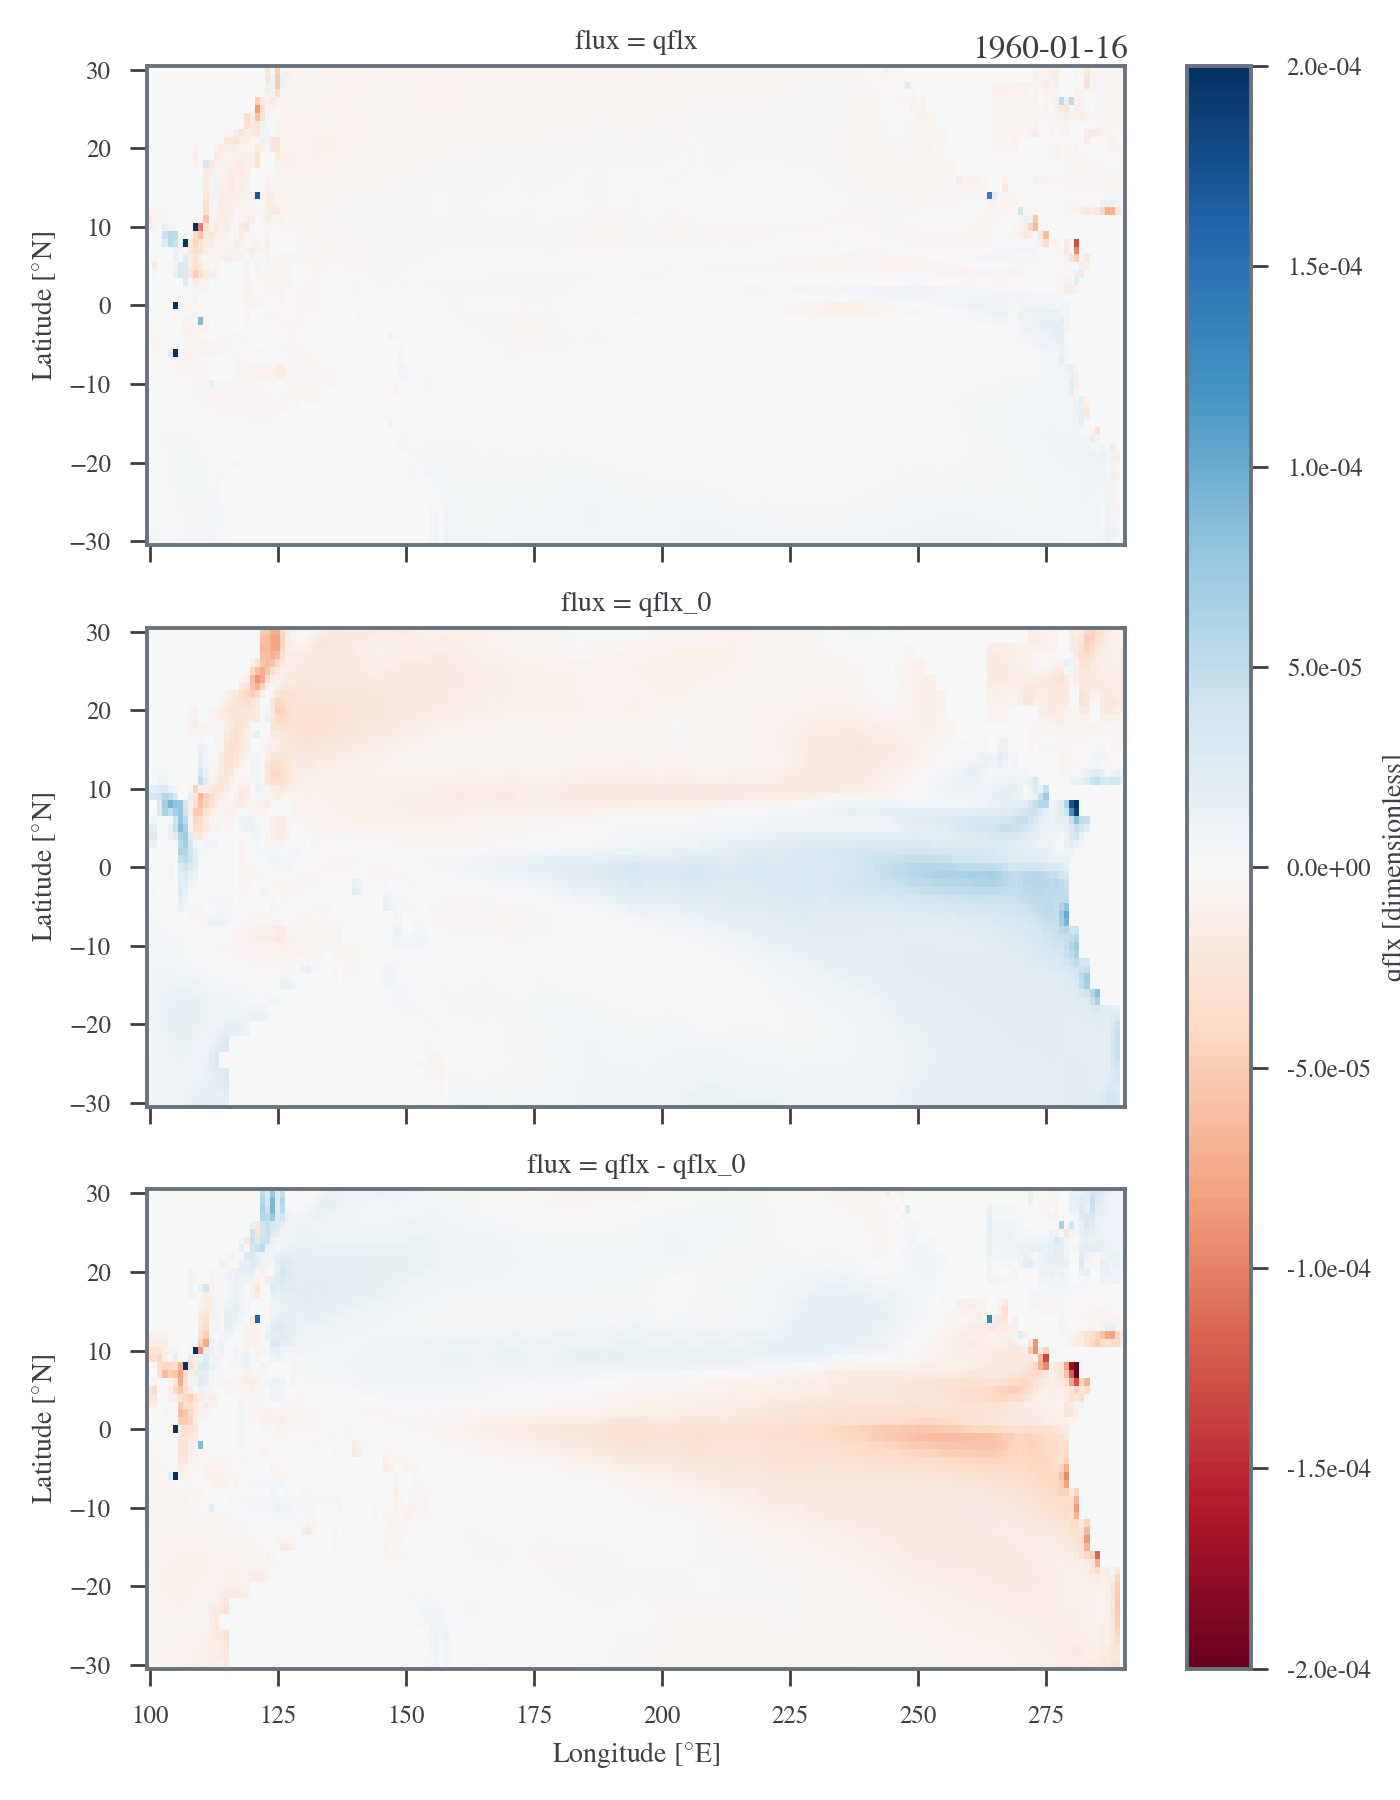 flux = qflx
1960-01-16
30
20
10
0
−10
−20
−30
Latitude [°N]
flux = qflx_0
30
20
10
0
−10
−20
−30
Latitude [°N]
flux = qflx - qflx_0
30
20
10
0
−10
−20
−30
Latitude [°N]
100 125 150 175 200 225 250 275
Longitude [°E]
2.0e-04
1.5e-04
1.0e-04
5.0e-05
0.0e+00
-5.0e-05
-1.0e-04
-1.5e-04
-2.0e-04
qflx [dimensionless]